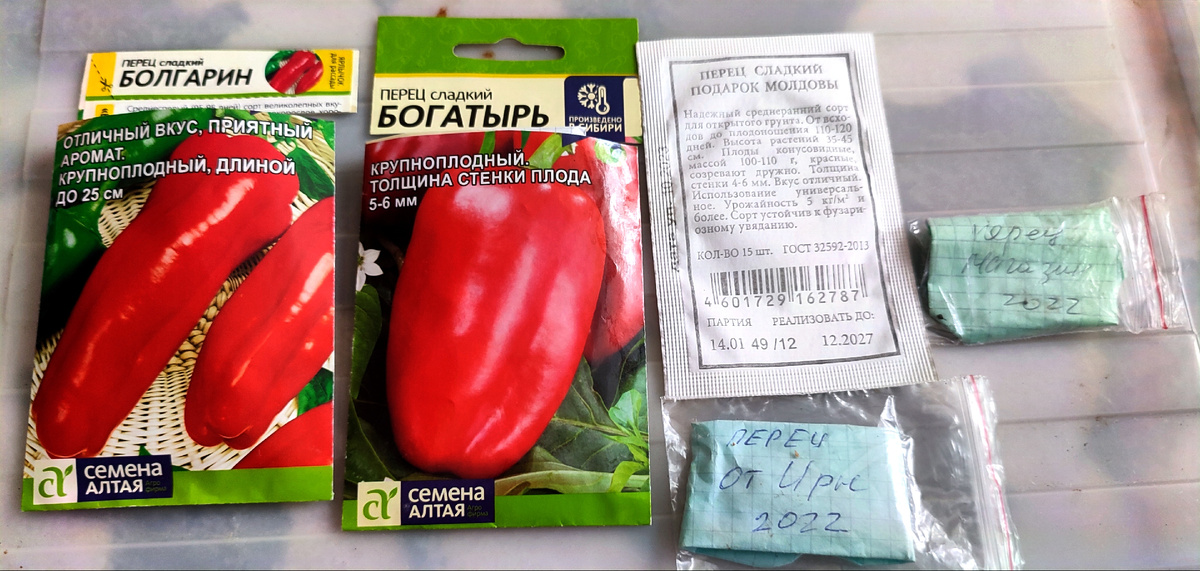 ПЕРЕЦ сладкий
БОЛГАРИН
ОТЛИЧНЫЙ ВКУС, ПРИЯТНЫЙ
АРОМАТ.
КРУПНОПЛОДНЫЙ, ДЛИНОЙ
ДО 25 см
семена
АЛТАЯ
Агро
фирма
ПЕРЕЦ сладкий
БОГАТЫРЬ
ПРОИЗВЕДЕНО
В СИБИРИ
КРУПНОПЛОДНЫЙ.
ТОЛЩИНА СТЕНКИ ПЛОДА
5-6 мм
семена
АЛТАЯ
Агро
фирма
ПЕРЕЦ СЛАДКИЙ
ПОДАРОК МОЛДОВЫ
Надежный среднеранний сорт
для открытого грунта. От всхо-
дов до плодоношения 110-120
дней. Высота растений 35-45
см. Плоды конусовидные,
массой 100-110 г, красные,
созревают дружно. Толщина
стенки 4-6 мм. Вкус отличный.
Использование универсаль-
ное. Урожайность 5 кг/м² и
более. Сорт устойчив к фузари-
озному увяданию.
КОЛ-ВО 15 шт. ГОСТ 32592-2013
4 601729 162787
ПАРТИЯ РЕАЛИЗОВАТЬ ДО:
14.01 49 /12 12.2027
Перец
Магазин
2022
ПЕРЕЦ
от Иры
2022